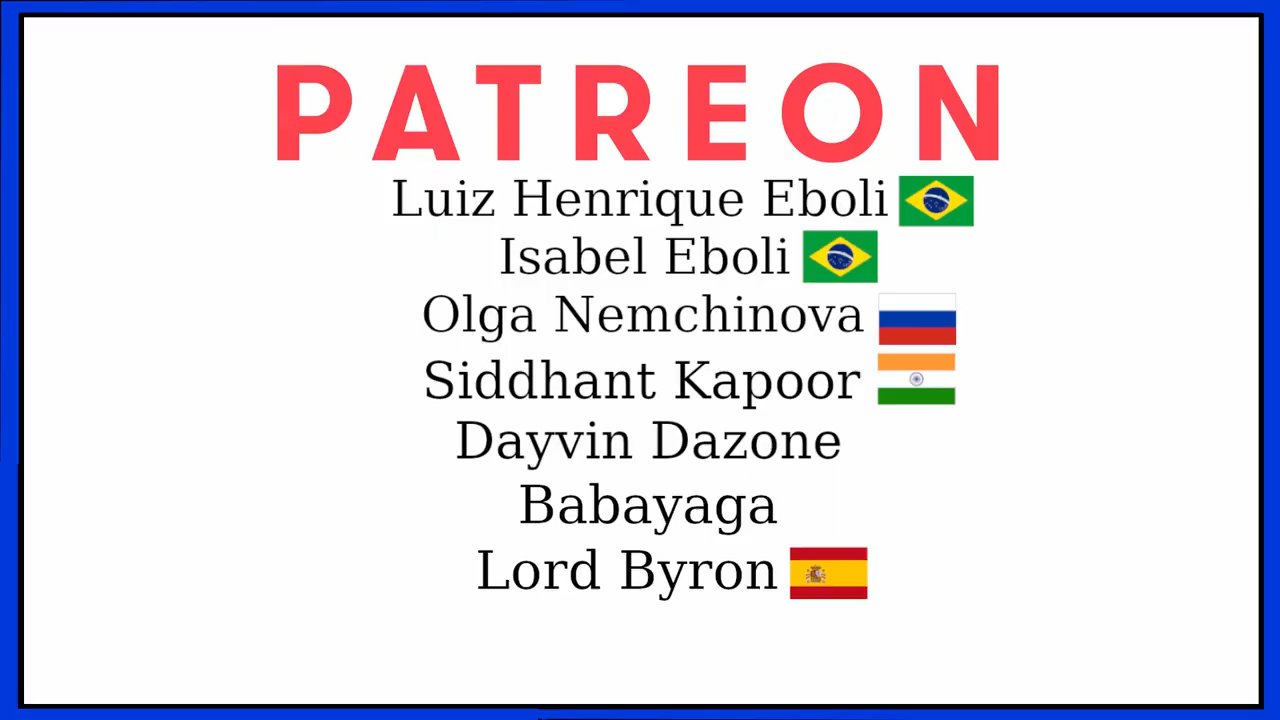 PATREON
Luiz Henrique Eboli
Isabel Eboli
Olga Nemchinova
Siddhant Kapoor
Dayvin Dazone
Babayaga
Lord Byron